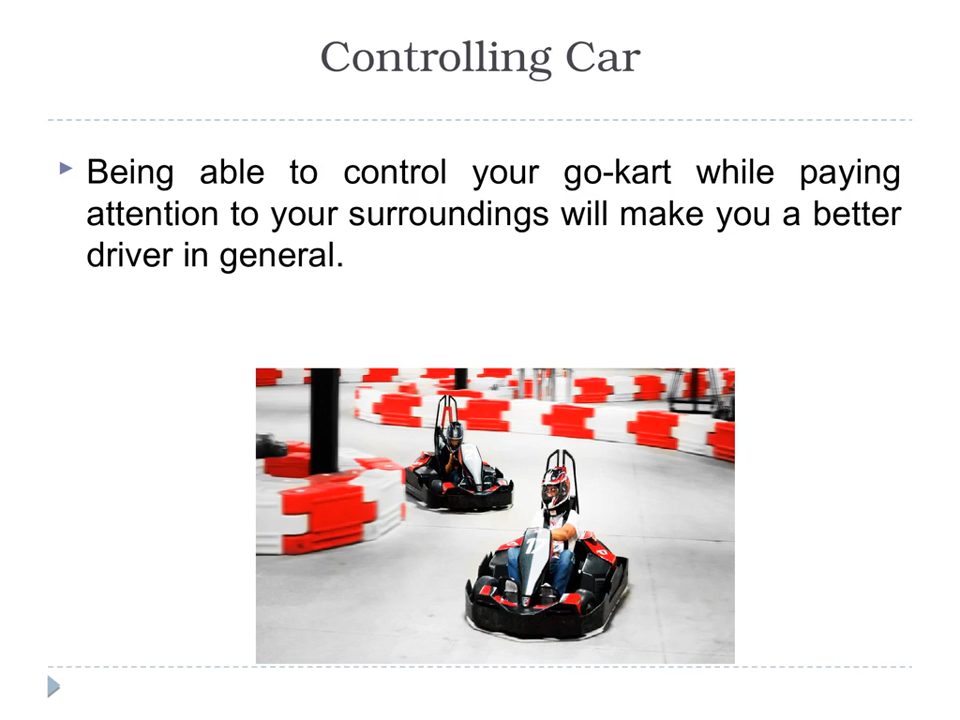 Controlling Car
Being able to control your go-kart while paying
attention to your surroundings will make you a better
driver in general.
17